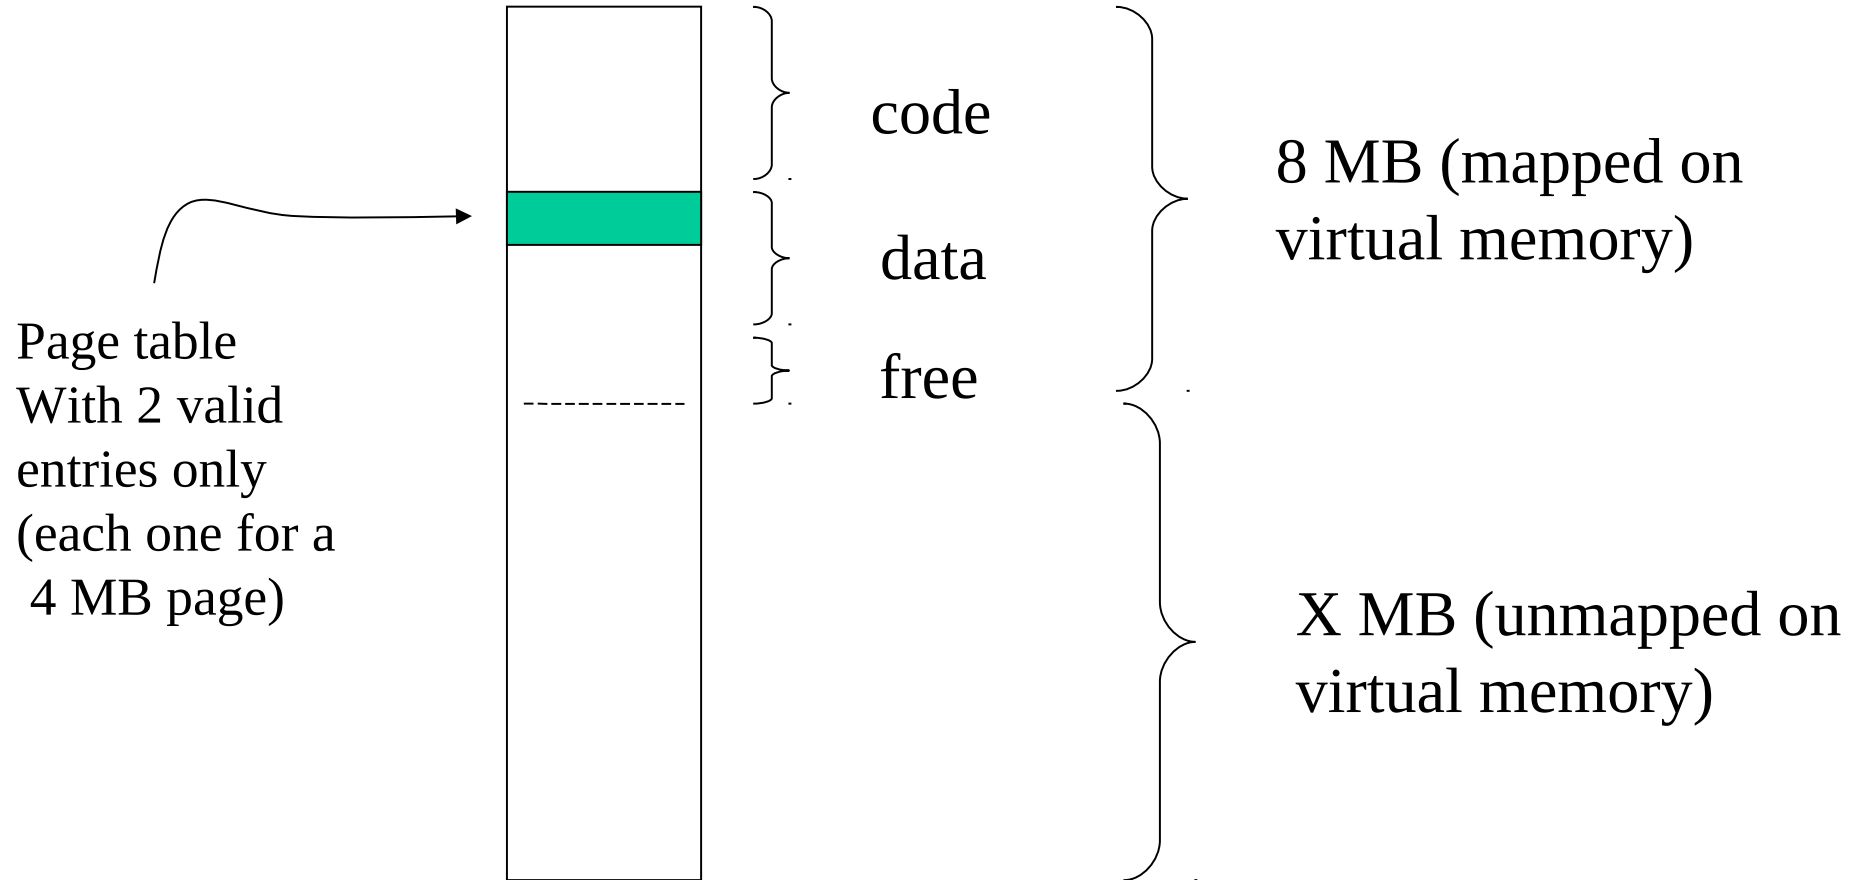 code
8 MB (mapped on
virtual memory)
data
Page table
With 2 valid
entries only
(each one for a
4 MB page)
free
X MB (unmapped on
virtual memory)